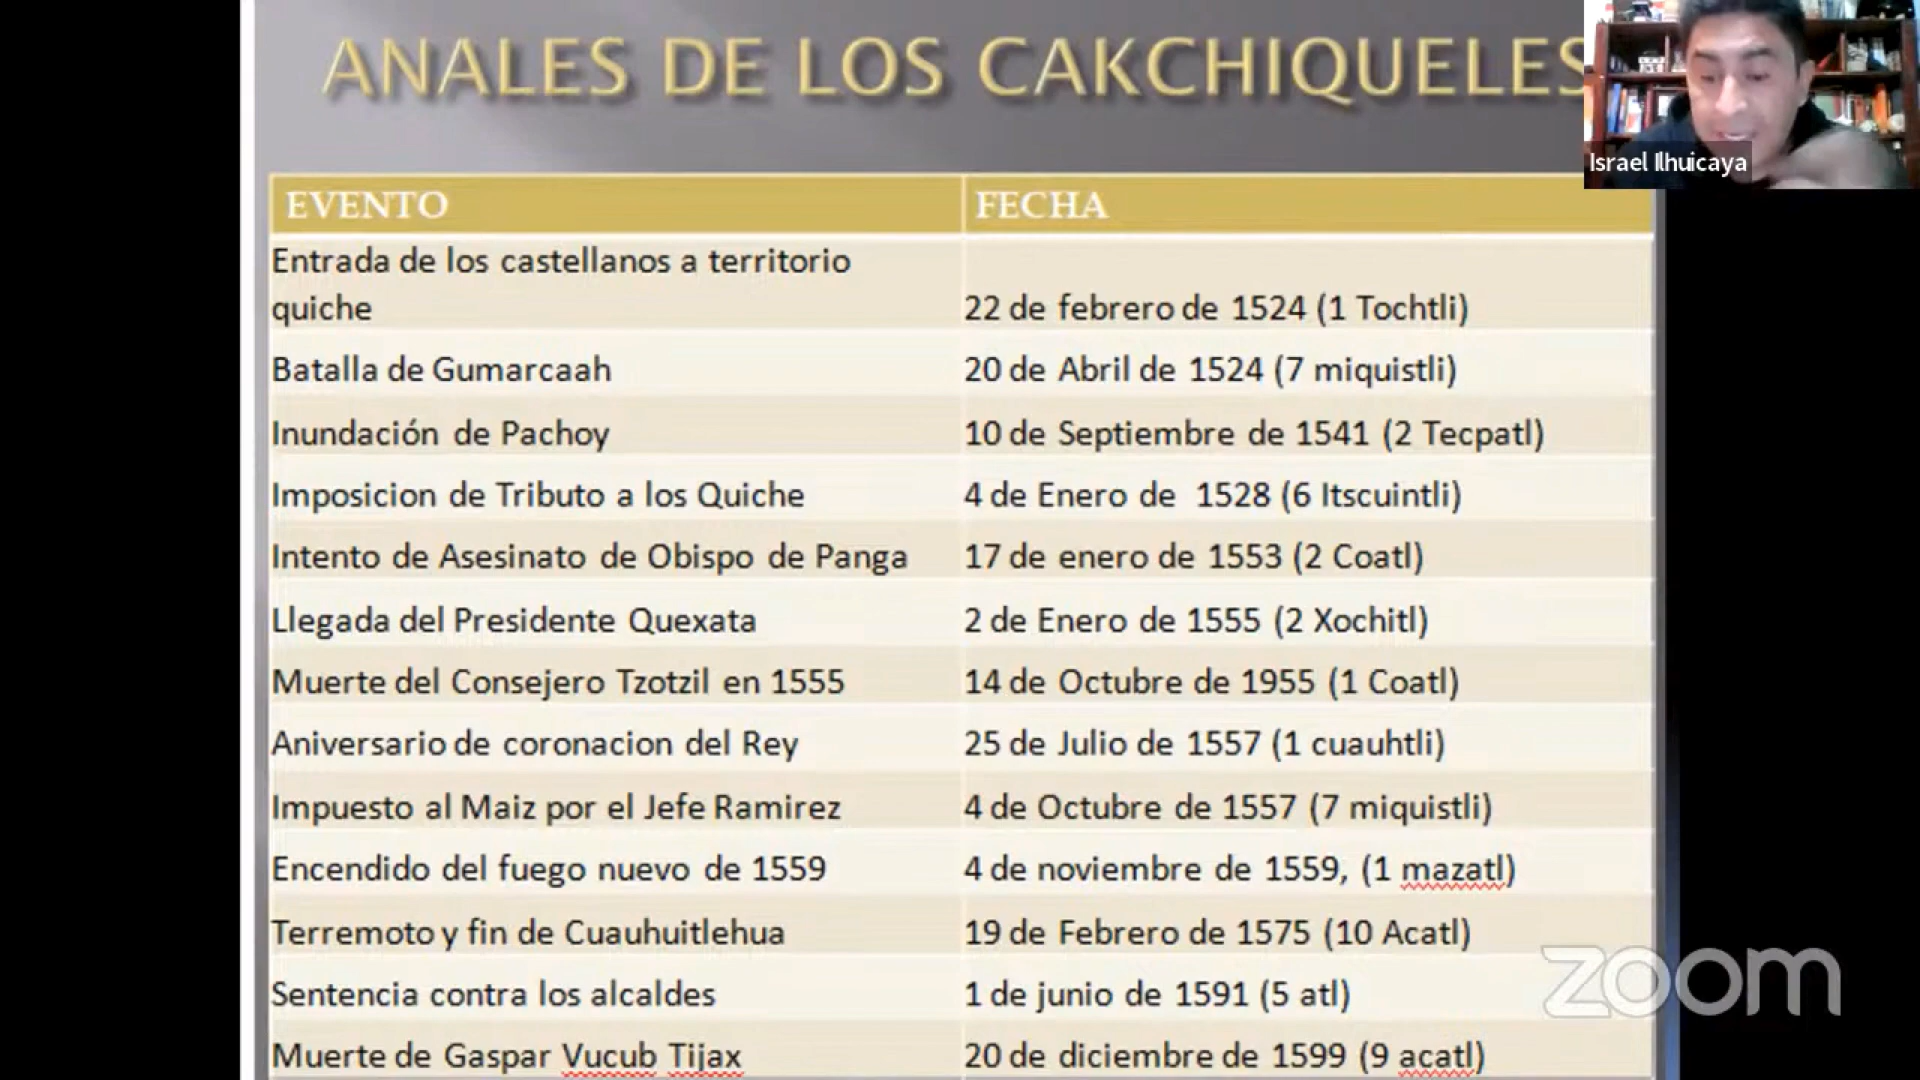 ANALES DE LOS CAKCHIQUELES
Israel Ilhuicaya
EVENTO FECHA
Entrada de los castellanos a territorio
quiche 22 de febrero de 1524 (1 Tochtli)
Batalla de Gumarcaah 20 de Abril de 1524 (7 miquistli)
Inundación de Pachoy 10 de Septiembre de 1541 (2 Tecpatl)
Imposicion de Tributo a los Quiche 4 de Enero de 1528 (6 Itscuintli)
Intento de Asesinato de Obispo de Panga 17 de enero de 1553 (2 Coatl)
Llegada del Presidente Quexata 2 de Enero de 1555 (2 Xochitl)
Muerte del Consejero Tzotzil en 1555 14 de Octubre de 1955 (1 Coatl)
Aniversario de coronacion del Rey 25 de Julio de 1557 (1 cuauhtli)
Impuesto al Maiz por el Jefe Ramirez 4 de Octubre de 1557 (7 miquistli)
Encendido del fuego nuevo de 1559 4 de noviembre de 1559, (1 mazatl)
Terremoto y fin de Cuauhuitlehua 19 de Febrero de 1575 (10 Acatl)
Sentencia contra los alcaldes 1 de junio de 1591 (5 atl)
Muerte de Gaspar Vucub Tijax 20 de diciembre de 1599 (9 acatl)
zoom